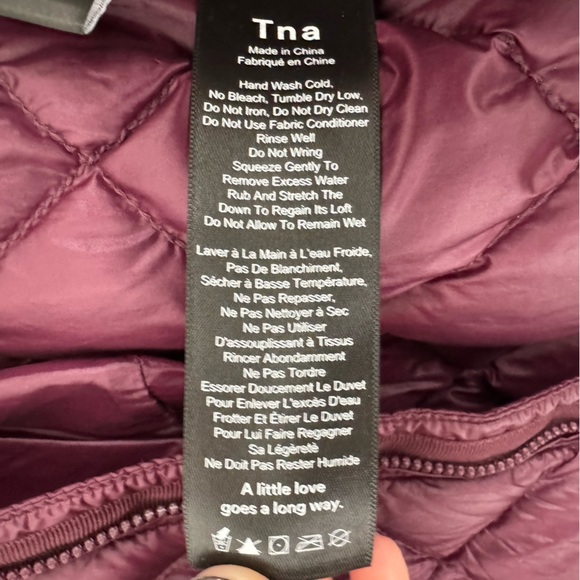 Tna
Made in China
Fabriqué en Chine
Hand Wash Cold,
No Bleach, Tumble Dry Low,
Do Not Iron, Do Not Dry Clean
Do Not Use Fabric Conditioner
Rinse Well
Do Not Wring
Squeeze Gently To
Remove Excess Water
Rub And Stretch The
Down To Regain Its Loft
Do Not Allow To Remain Wet
Laver à La Main à L'eau Froide,
Pas De Blanchiment,
Sécher à Basse Température,
Ne Pas Repasser,
Ne Pas Nettoyer à Sec
Ne Pas Utiliser
D'assouplissant à Tissus
Rincer Abondamment
Ne Pas Tordre
Essorer Doucement Le Duvet
Pour Enlever L'excès D'eau
Frotter Et Étirer Le Duvet
Pour Lui Faire Regagner
Sa Légèreté
Ne Doit Pas Rester Humide
A little love
goes a long way.